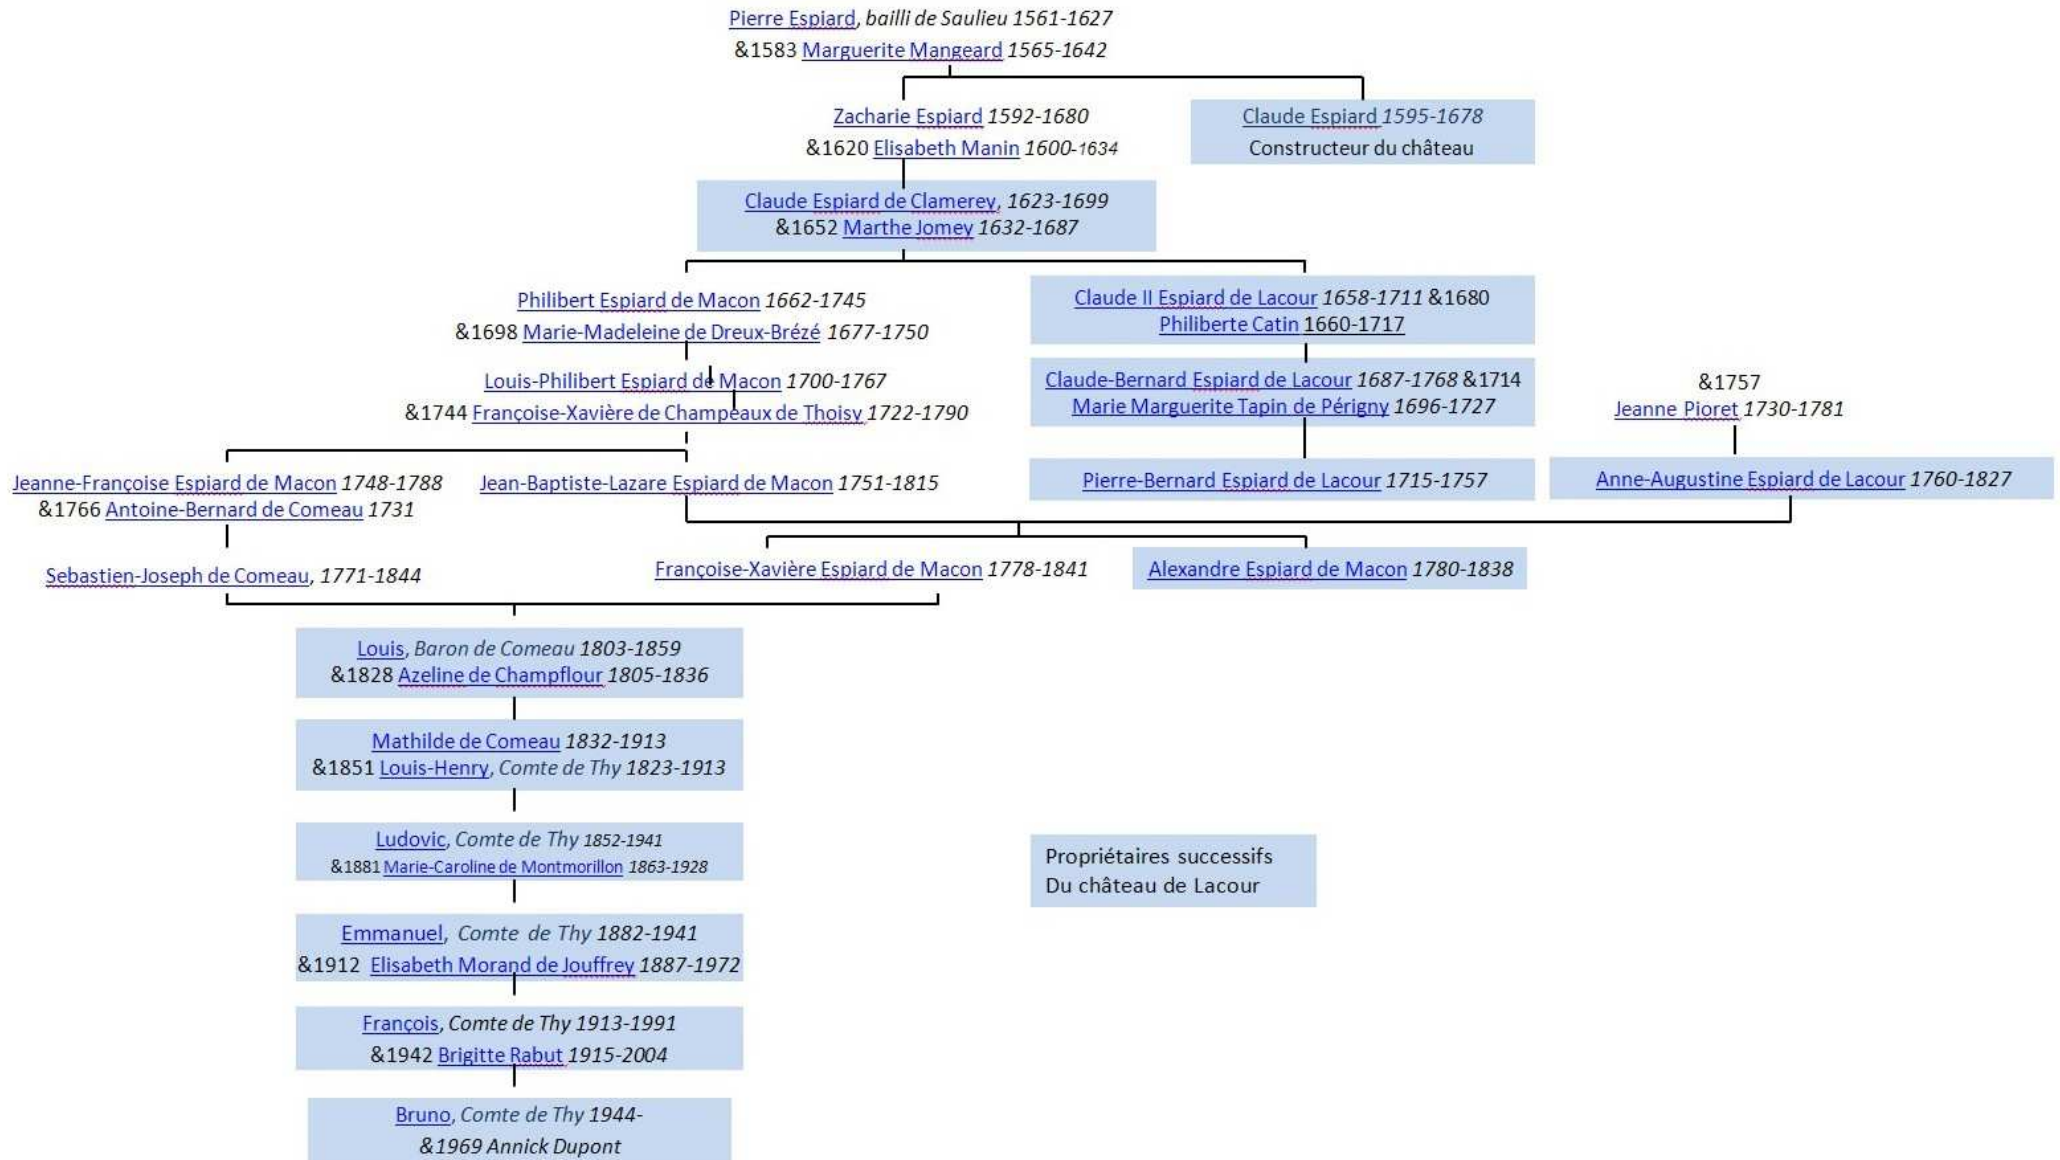 Pierre Espiard, bailli de Saulieu 1561-1627
&1583 Marguerite Mangeard 1565-1642
Zacharie Espiard 1592-1680
&1620 Elisabeth Manin 1600-1634
Claude Espiard 1595-1678
Constructeur du château
Claude Espiard de Clamerey, 1623-1699
&1652 Marthe Jomey 1632-1687
Philibert Espiard de Macon 1662-1745
&1698 Marie-Madeleine de Dreux-Brézé 1677-1750
Claude II Espiard de Lacour 1658-1711 &1680
Philiberte Catin 1660-1717
Louis-Philibert Espiard de Macon 1700-1767
&1744 Françoise-Xavière de Champeaux de Thoisy 1722-1790
Claude-Bernard Espiard de Lacour 1687-1768 &1714
Marie Marguerite Tapin de Périgny 1696-1727
&1757
Jeanne Pioret 1730-1781
Jeanne-Françoise Espiard de Macon 1748-1788
&1766 Antoine-Bernard de Comeau 1731
Jean-Baptiste-Lazare Espiard de Macon 1751-1815
Pierre-Bernard Espiard de Lacour 1715-1757
Anne-Augustine Espiard de Lacour 1760-1827
Sebastien-Joseph de Comeau, 1771-1844
Françoise-Xavière Espiard de Macon 1778-1841
Alexandre Espiard de Macon 1780-1838
Louis, Baron de Comeau 1803-1859
&1828 Azeline de Champflour 1805-1836
Mathilde de Comeau 1832-1913
&1851 Louis-Henry, Comte de Thy 1823-1913
Ludovic, Comte de Thy 1852-1941
&1881 Marie-Caroline de Montmorillon 1863-1928
Propriétaires successifs
Du château de Lacour
Emmanuel, Comte de Thy 1882-1941
&1912 Elisabeth Morand de Jouffrey 1887-1972
François, Comte de Thy 1913-1991
&1942 Brigitte Rabut 1915-2004
Bruno, Comte de Thy 1944-
&1969 Annick Dupont